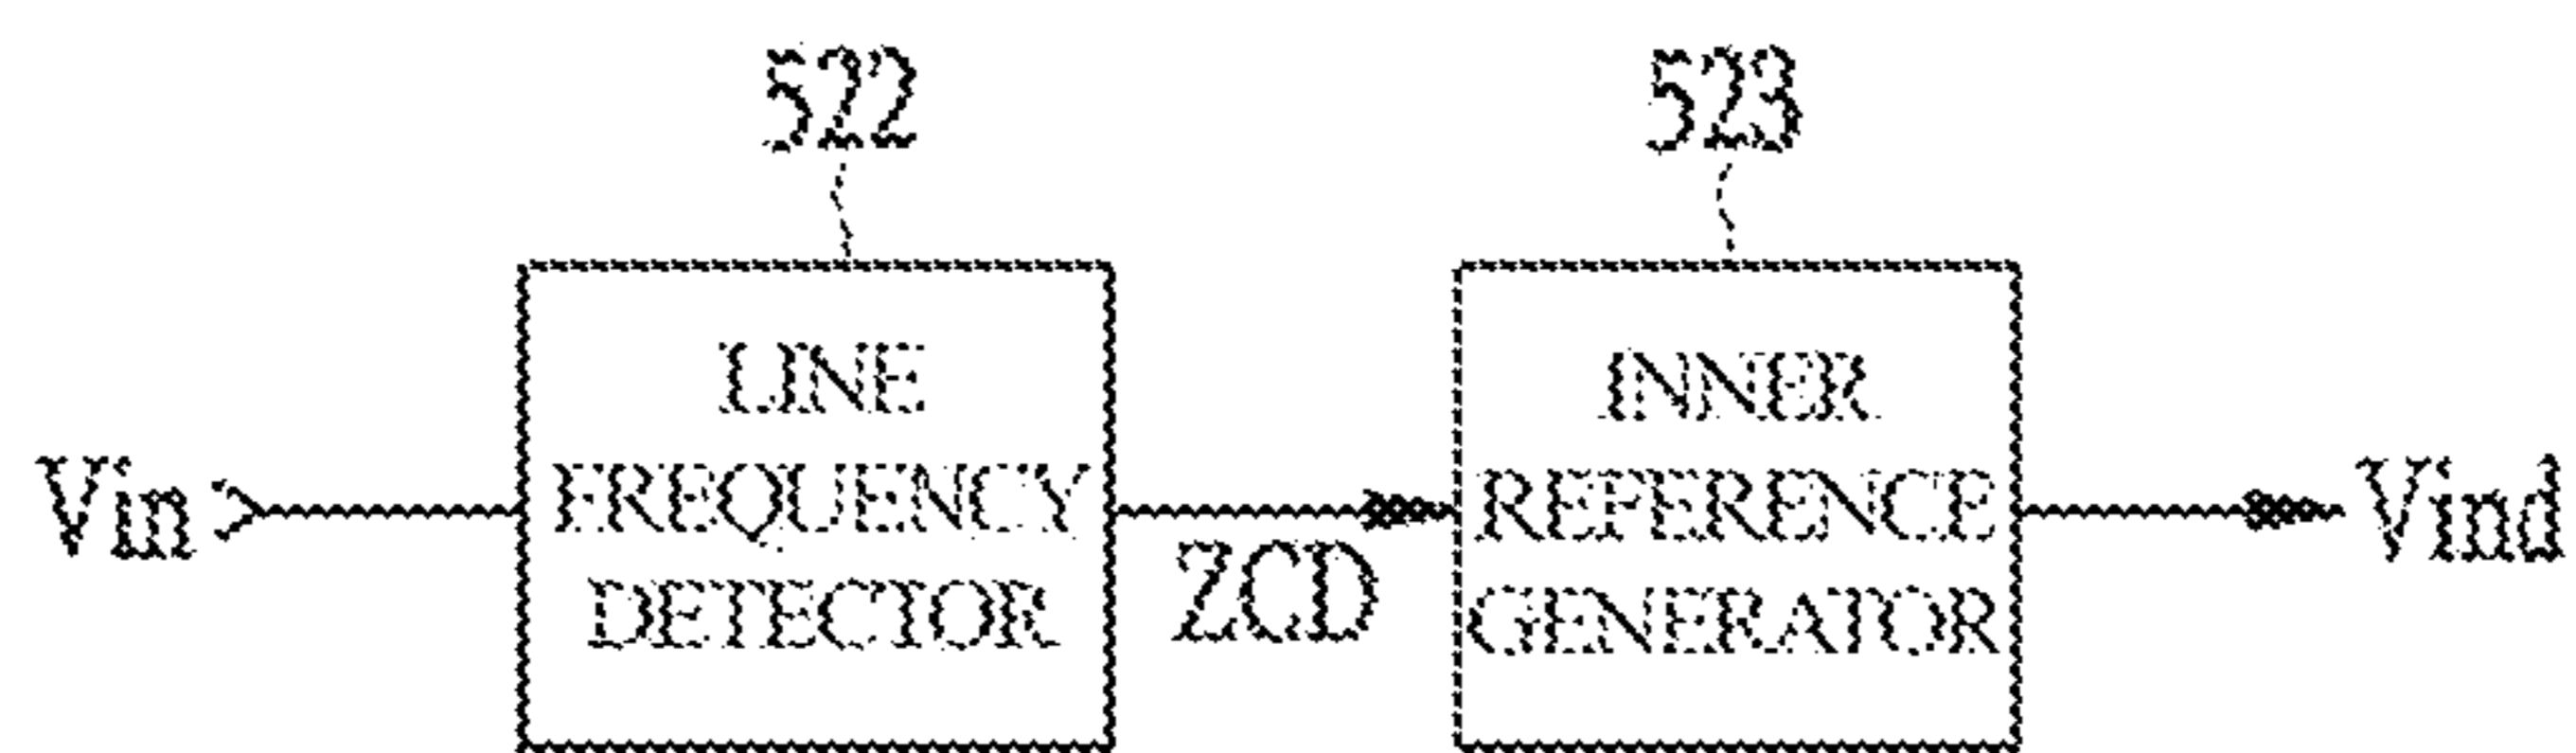 522
523
LINE
FREQUENCY
DETECTOR
INNER
REFERENCE
GENERATOR
Vin
ZCD
Vind